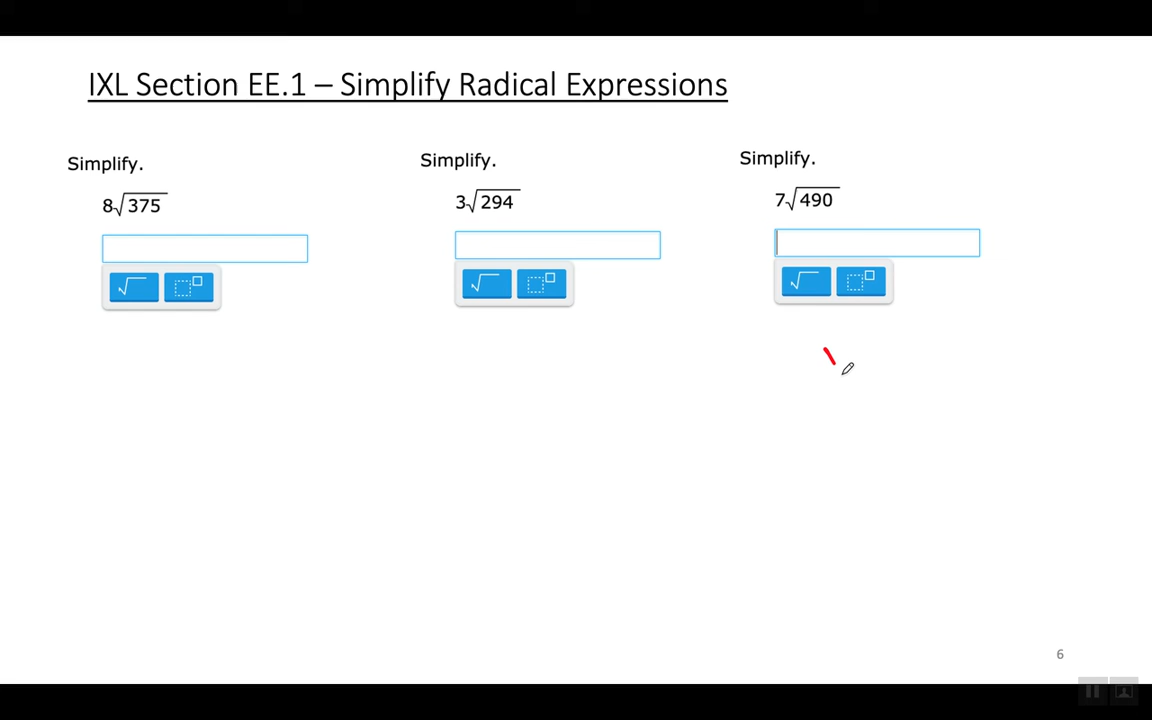 IXL Section EE.1 – Simplify Radical Expressions
Simplify.
8√375
Simplify.
3√294
Simplify.
7√490
6